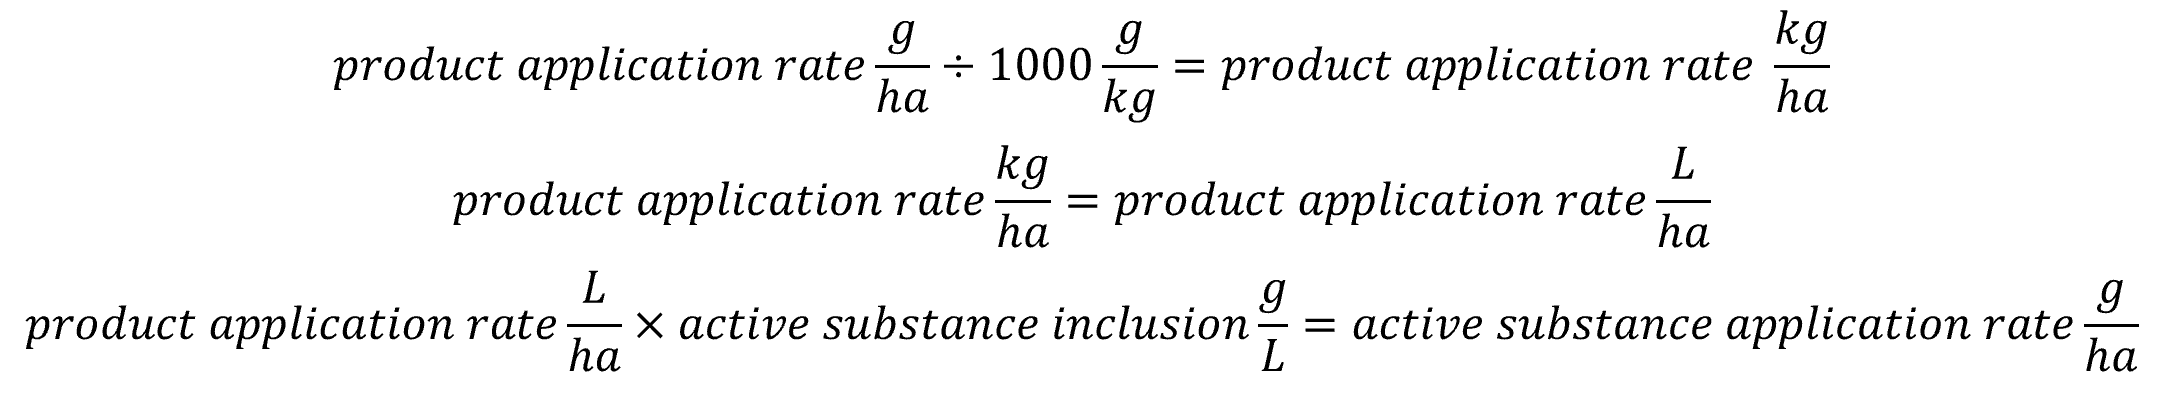 product application rate g/ha ÷ 1000 g/kg = product application rate kg/ha
product application rate kg/ha = product application rate L/ha
product application rate L/ha × active substance inclusion g/L = active substance application rate g/ha